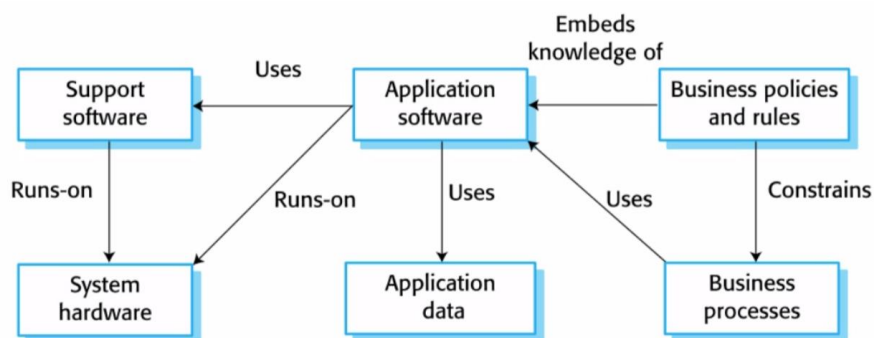 Embeds
knowledge of
Uses
Support
software
Application
software
Business policies
and rules
Runs-on
Runs-on
Uses
Uses
Constrains
System
hardware
Application
data
Business
processes